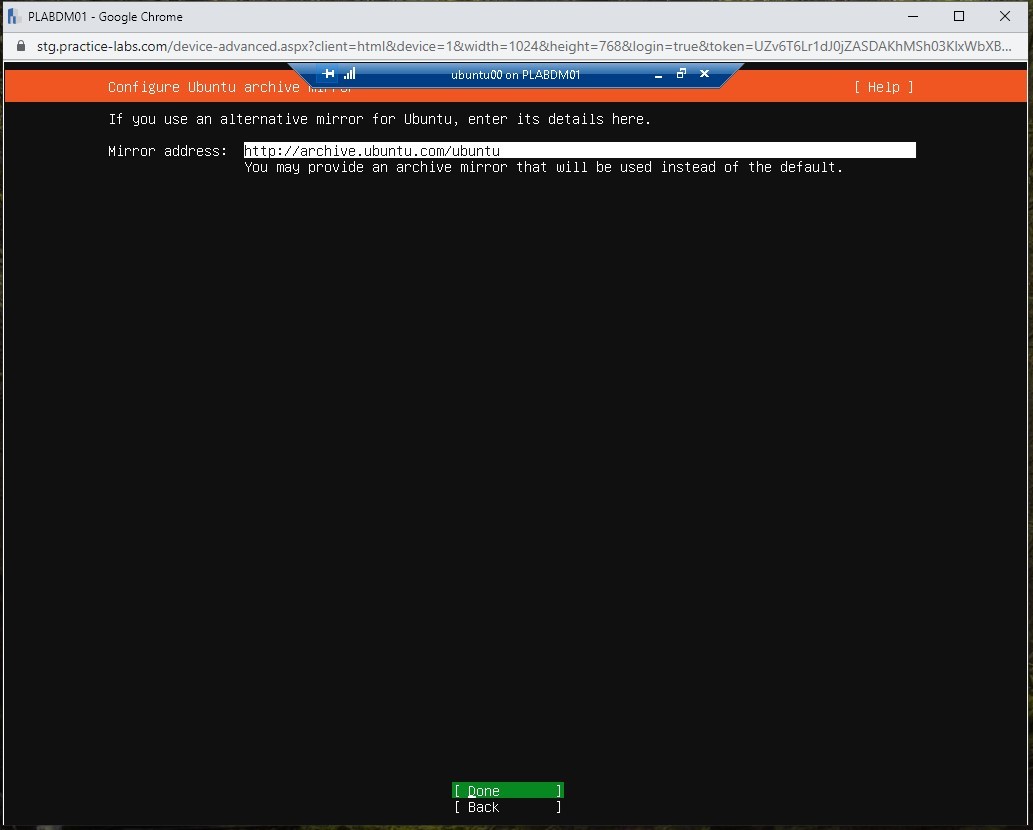 PLABDM01 - Google Chrome
stg.practice-labs.com/device-advanced.aspx?client=html&device=1&width=1024&height=768&login=true&token=UZv6T6Lr1dJ0jZASDAKhMSh03KlxWbXB...
ubuntu00 on PLABDM01
Configure Ubuntu archive mirror [ Help ]
If you use an alternative mirror for Ubuntu, enter its details here.
Mirror address: http://archive.ubuntu.com/ubuntu
You may provide an archive mirror that will be used instead of the default.
[ Done ]
[ Back ]